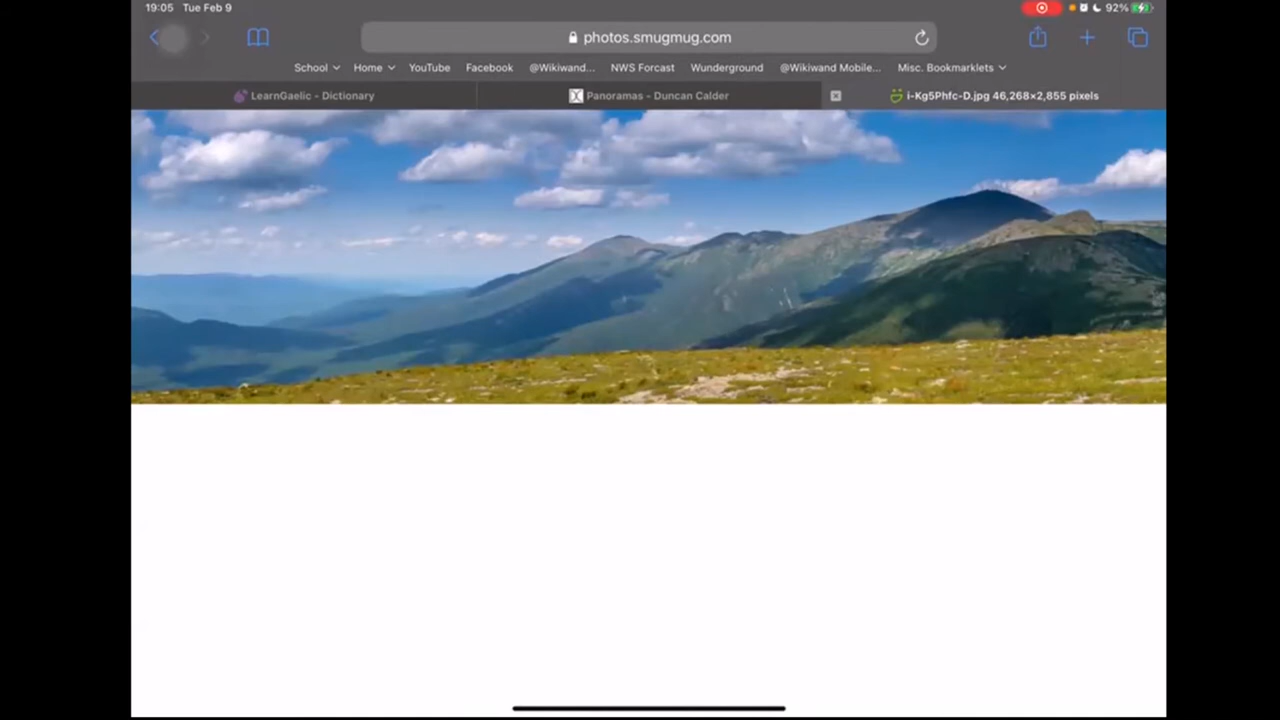 19:05 Tue Feb 9 92%
photos.smugmug.com
School Home YouTube Facebook @Wikiwand... NWS Forcast Wunderground @Wikiwand Mobile... Misc. Bookmarklets
LearnGaelic - Dictionary Panoramas - Duncan Calder i-Kg5Phfc-D.jpg 46,268×2,855 pixels